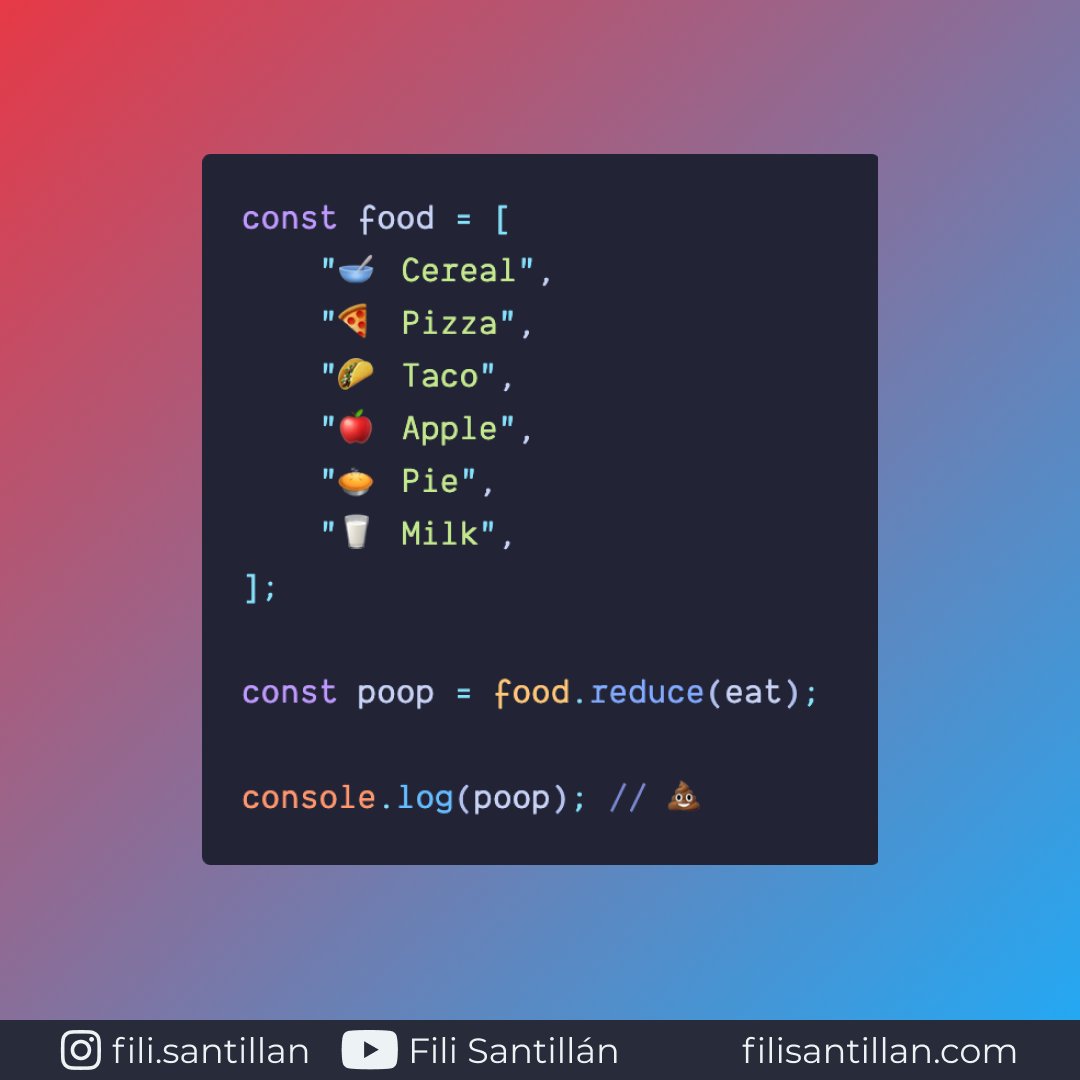 const food = [
    "🥣 Cereal",
    "🍕 Pizza",
    "🌮 Taco",
    "🍎 Apple",
    "🥧 Pie",
    "🥛 Milk",
];
const poop = food.reduce(eat);
console.log(poop); // 💩
fili.santillan Fili Santillán filisantillan.com